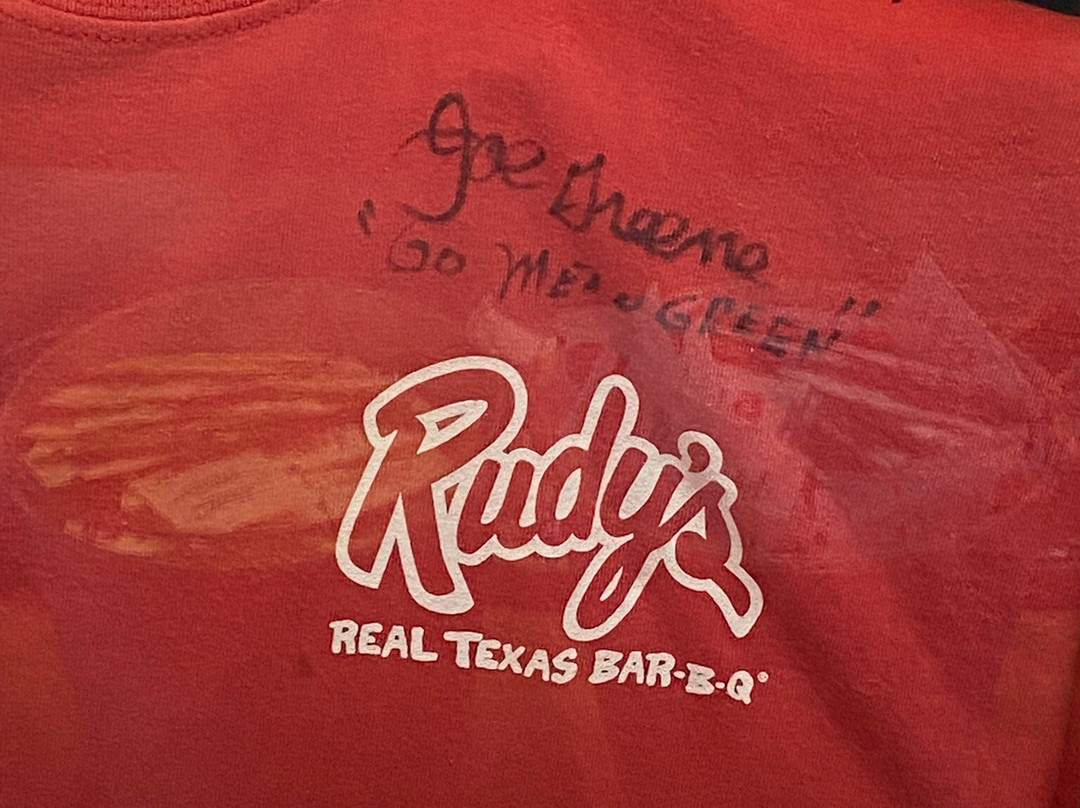 Joe Greene
"GO MEAN GREEN"
Rudy's
REAL TEXAS BAR-B-Q